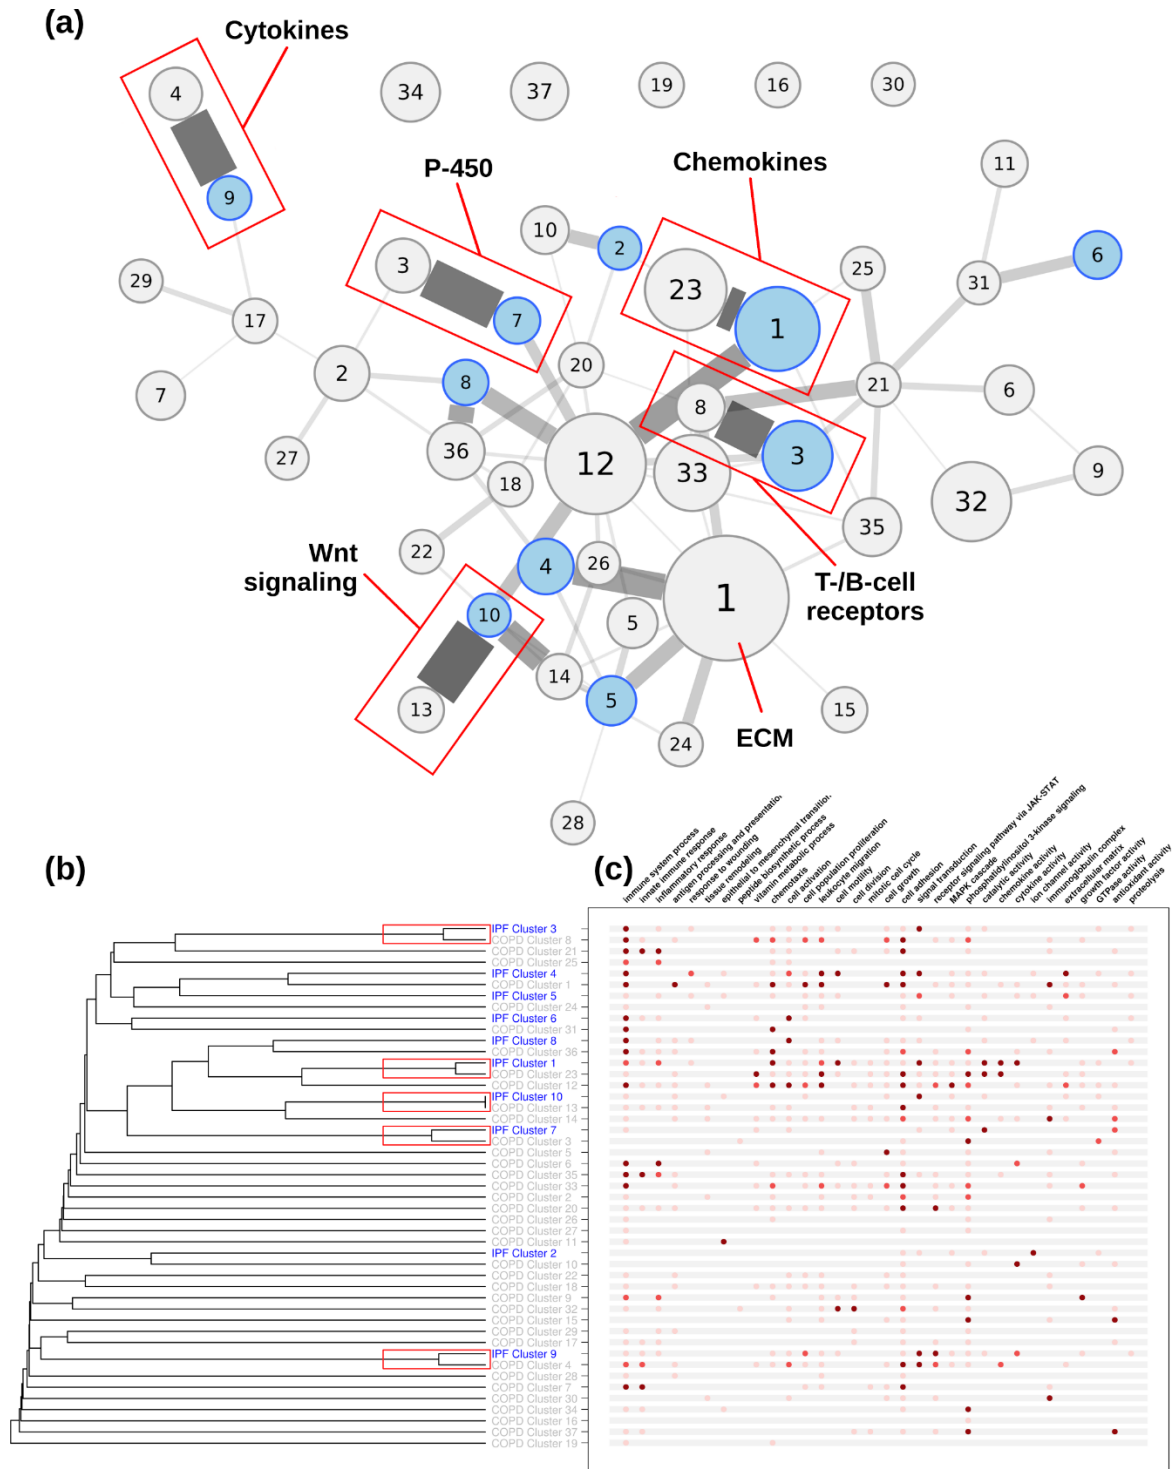 (a)
Cytokines
4
34
37
19
16
30
P-450
Chemokines
11
9
10
2
6
3
23
25
31
29
7
1
17
20
2
8
21
6
7
8
36
12
3
27
33
9
18
32
35
22
Wnt
signaling
4
26
T-/B-cell
receptors
1
10
5
14
5
13
15
24
ECM
28
(b)
(c)
immune system process
innate immune response
inflammatory response
antigen processing and presentation
response to wounding
tissue remodeling
epithelial to mesenchymal transition
peptide biosynthetic process
vitamin metabolic process
chemotaxis
cell activation
cell population proliferation
leukocyte migration
cell motility
cell division
mitotic cell cycle
cell growth
cell adhesion
signal transduction
receptor signaling pathway via JAK-STAT
MAPK cascade
phosphatidylinositol 3-kinase signaling
catalytic activity
chemokine activity
cytokine activity
ion channel activity
immunoglobulin complex
extracellular matrix
growth factor activity
GTPase activity
antioxidant activity
proteolysis
IPF Cluster 3
COPD Cluster 8
COPD Cluster 21
COPD Cluster 25
IPF Cluster 4
COPD Cluster 1
IPF Cluster 5
COPD Cluster 24
IPF Cluster 6
COPD Cluster 31
IPF Cluster 8
COPD Cluster 36
IPF Cluster 1
COPD Cluster 23
COPD Cluster 12
IPF Cluster 10
COPD Cluster 13
COPD Cluster 14
IPF Cluster 7
COPD Cluster 3
COPD Cluster 5
COPD Cluster 6
COPD Cluster 35
COPD Cluster 33
COPD Cluster 2
COPD Cluster 20
COPD Cluster 26
COPD Cluster 27
COPD Cluster 11
IPF Cluster 2
COPD Cluster 10
COPD Cluster 22
COPD Cluster 18
COPD Cluster 9
COPD Cluster 32
COPD Cluster 15
COPD Cluster 29
COPD Cluster 17
IPF Cluster 9
COPD Cluster 4
COPD Cluster 28
COPD Cluster 7
COPD Cluster 30
COPD Cluster 34
COPD Cluster 16
COPD Cluster 37
COPD Cluster 19